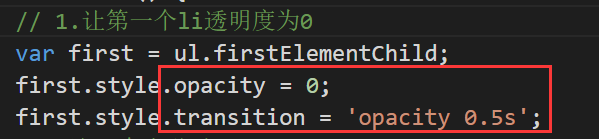 // 1.让第一个li透明度为0
var first = ul.firstElementChild;
first.style.opacity = 0;
first.style.transition = 'opacity 0.5s';